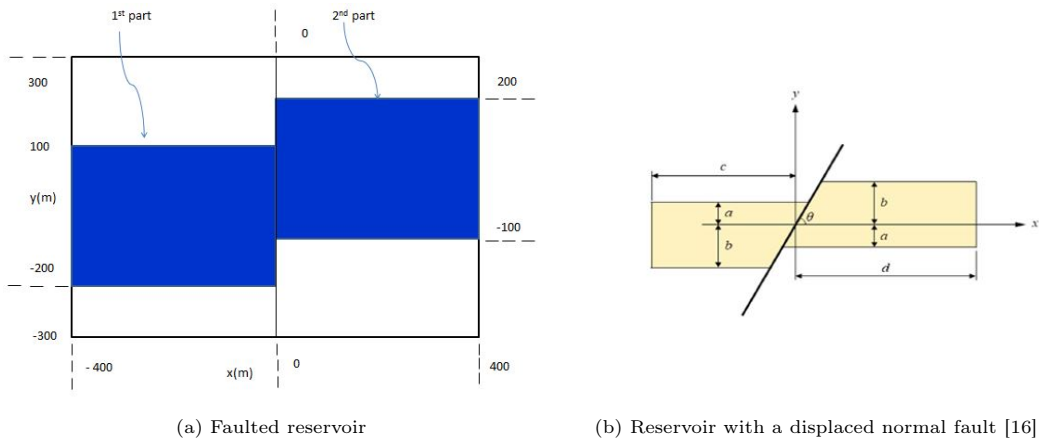 1st part
2nd part
0
300
200
100
y(m)
-100
-200
-300
- 400
x(m)
0
400
y
c
a
b
θ
b
a
x
d
(a) Faulted reservoir
(b) Reservoir with a displaced normal fault [16]